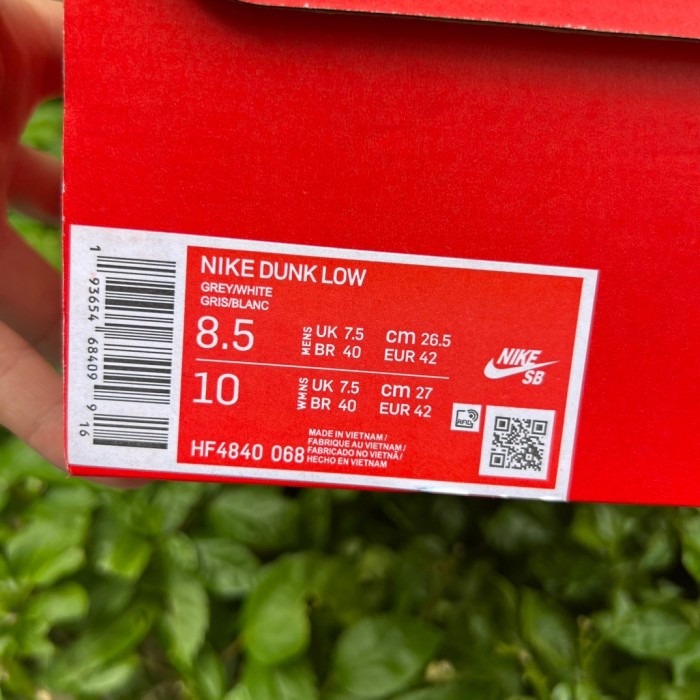 NIKE DUNK LOW
GREY/WHITE
GRIS/BLANC
8.5
MENS
UK 7.5
cm 26.5
BR 40
EUR 42
10
WMNS
UK 7.5
cm 27
BR 40
EUR 42
HF4840 068
MADE IN VIETNAM/
FABRIQUE AU VIETNAM/
FABRICADO NO VIETNÃ/
HECHO EN VIETNAM
NIKE
SB
RFID
1 93654 68409 9 16